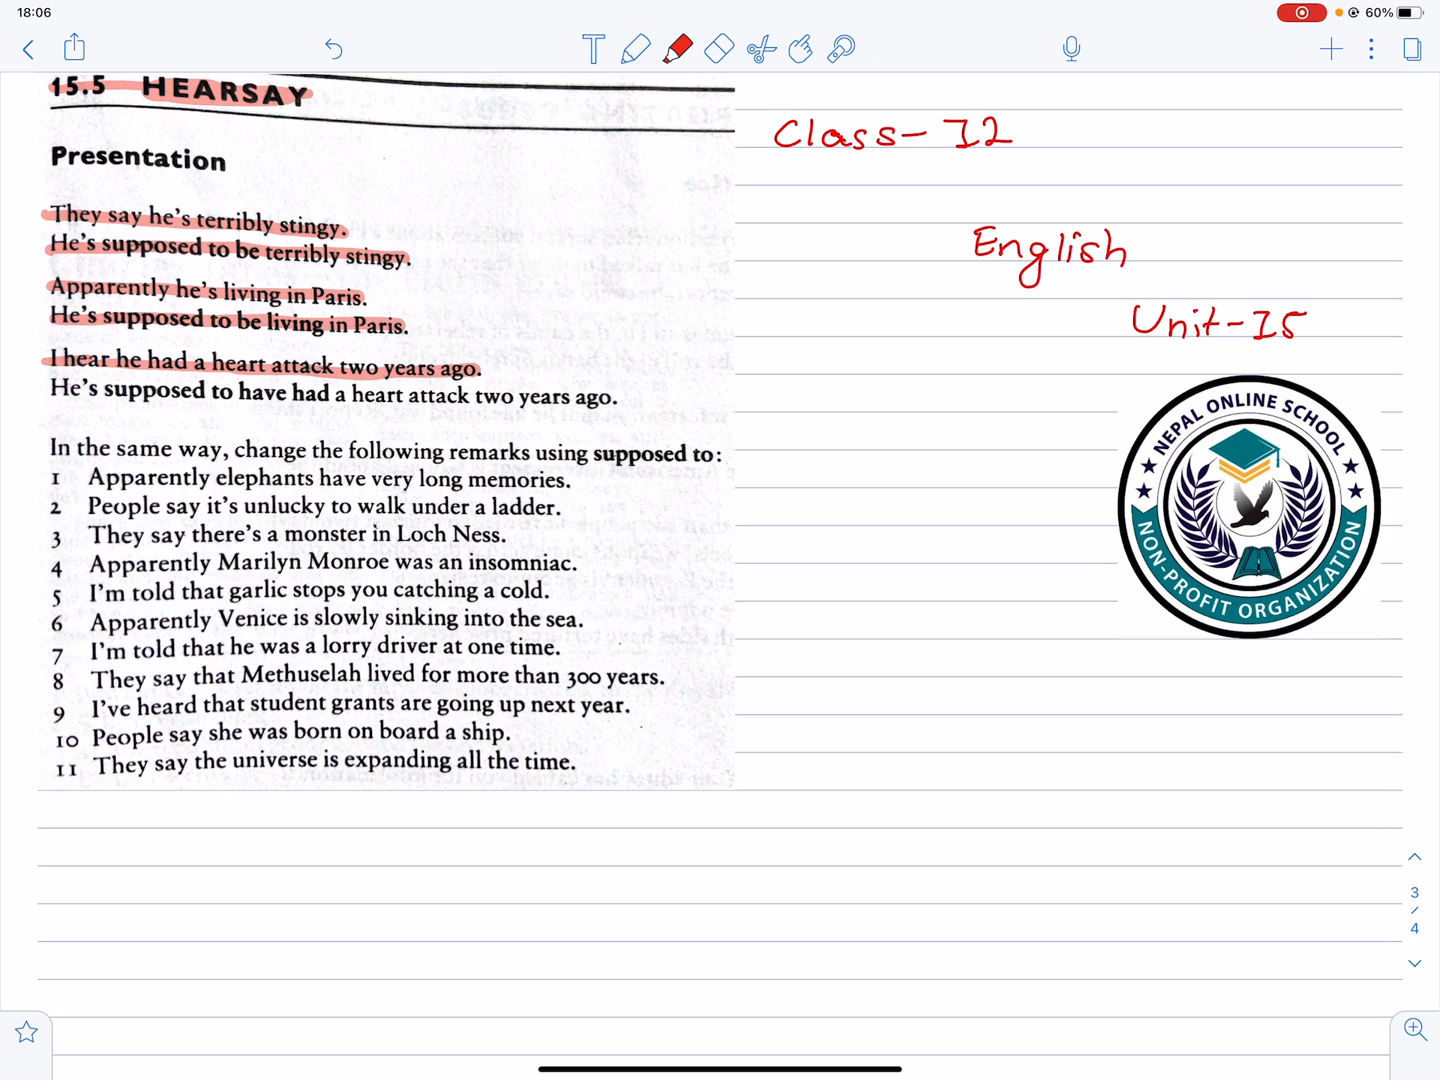 18:06
60%
15.5 HEARSAY
Presentation
They say he's terribly stingy.
He's supposed to be terribly stingy.
Apparently he's living in Paris.
He's supposed to be living in Paris.
I hear he had a heart attack two years ago.
He's supposed to have had a heart attack two years ago.
In the same way, change the following remarks using supposed to:
1 Apparently elephants have very long memories.
2 People say it's unlucky to walk under a ladder.
3 They say there's a monster in Loch Ness.
4 Apparently Marilyn Monroe was an insomniac.
5 I'm told that garlic stops you catching a cold.
6 Apparently Venice is slowly sinking into the sea.
7 I'm told that he was a lorry driver at one time.
8 They say that Methuselah lived for more than 300 years.
9 I've heard that student grants are going up next year.
10 People say she was born on board a ship.
11 They say the universe is expanding all the time.
Class-12
English
Unit-15
NEPAL ONLINE SCHOOL
NON-PROFIT ORGANIZATION
3
/
4